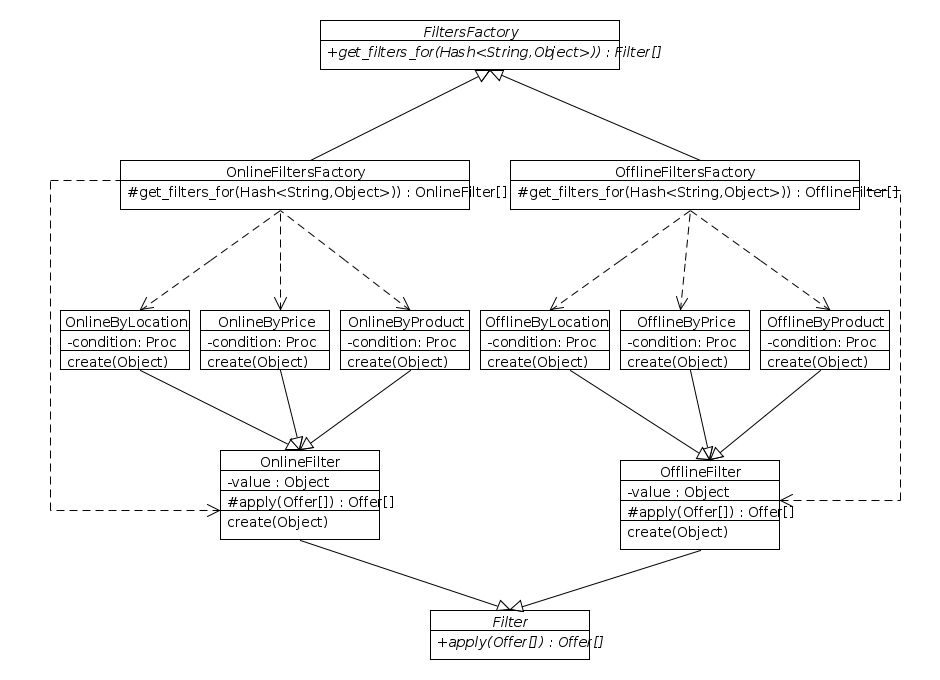 FiltersFactory
+get_filters_for(Hash<String,Object>)) : Filter[]
OnlineFiltersFactory
#get_filters_for(Hash<String,Object>)) : OnlineFilter[]
OfflineFiltersFactory
#get_filters_for(Hash<String,Object>)) : OfflineFilter[]
OnlineByLocation
-condition: Proc
create(Object)
OnlineByPrice
-condition: Proc
create(Object)
OnlineByProduct
-condition: Proc
create(Object)
OfflineByLocation
-condition: Proc
create(Object)
OfflineByPrice
-condition: Proc
create(Object)
OfflineByProduct
-condition: Proc
create(Object)
OnlineFilter
-value : Object
#apply(Offer[]) : Offer[]
create(Object)
OfflineFilter
-value : Object
#apply(Offer[]) : Offer[]
create(Object)
Filter
+apply(Offer[]) : Offer[]